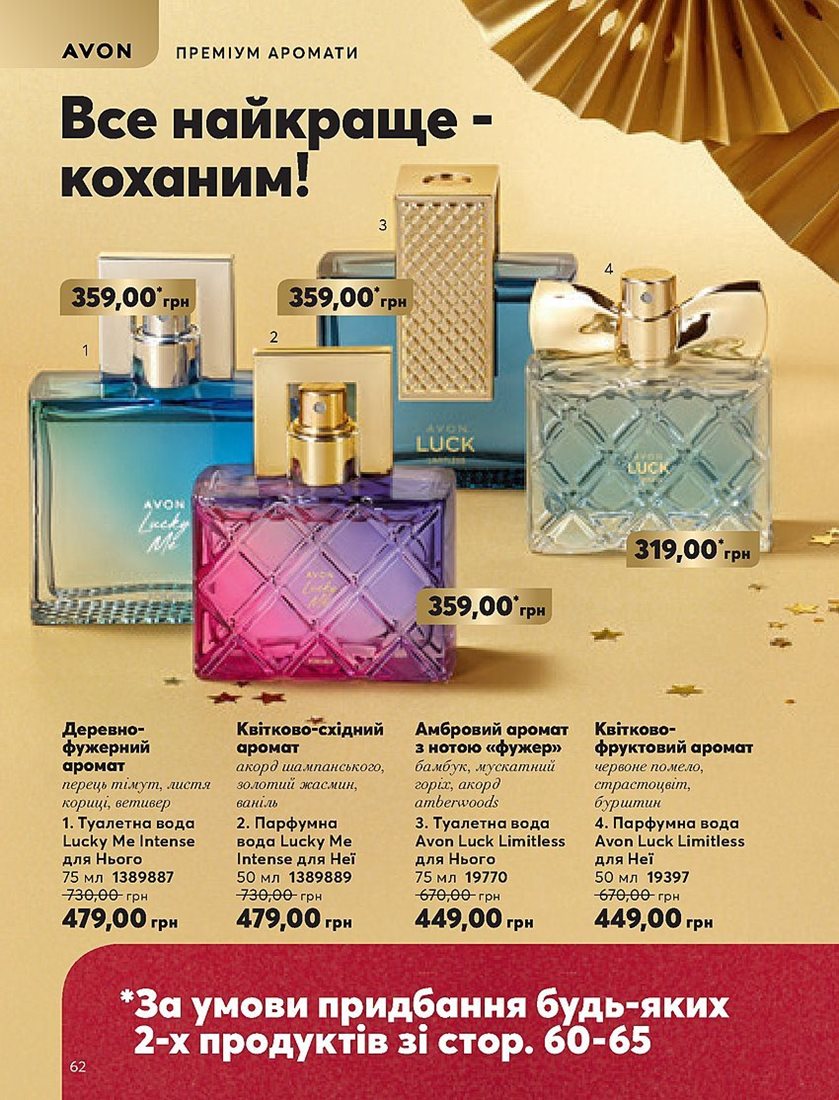 AVON ПРЕМІУМ АРОМАТИ
Все найкраще -
коханим!
3
4
359,00* грн
359,00* грн
1
2
AVON
LUCK
LIMITLESS
AVON
LUCK
AVON
Lucky
Me
AVON
Lucky
Me
319,00* грн
359,00* грн
Деревно-
фужерний
аромат
перець тімут, листя
кориці, ветивер
1. Туалетна вода
Lucky Me Intense
для Нього
75 мл 1389887
730,00 грн
479,00 грн
Квітково-східний
аромат
акорд шампанського,
золотий жасмин,
ваніль
2. Парфумна
вода Lucky Me
Intense для Неї
50 мл 1389889
730,00 грн
479,00 грн
Амбровий аромат
з нотою «фужер»
бамбук, мускатний
горіх, акорд
amberwoods
3. Туалетна вода
Avon Luck Limitless
для Нього
75 мл 19770
670,00 грн
449,00 грн
Квітково-
фруктовий аромат
червоне помело,
страстоцвіт,
бурштин
4. Парфумна вода
Avon Luck Limitless
для Неї
50 мл 19397
670,00 грн
449,00 грн
*За умови придбання будь-яких
2-х продуктів зі стор. 60-65
62